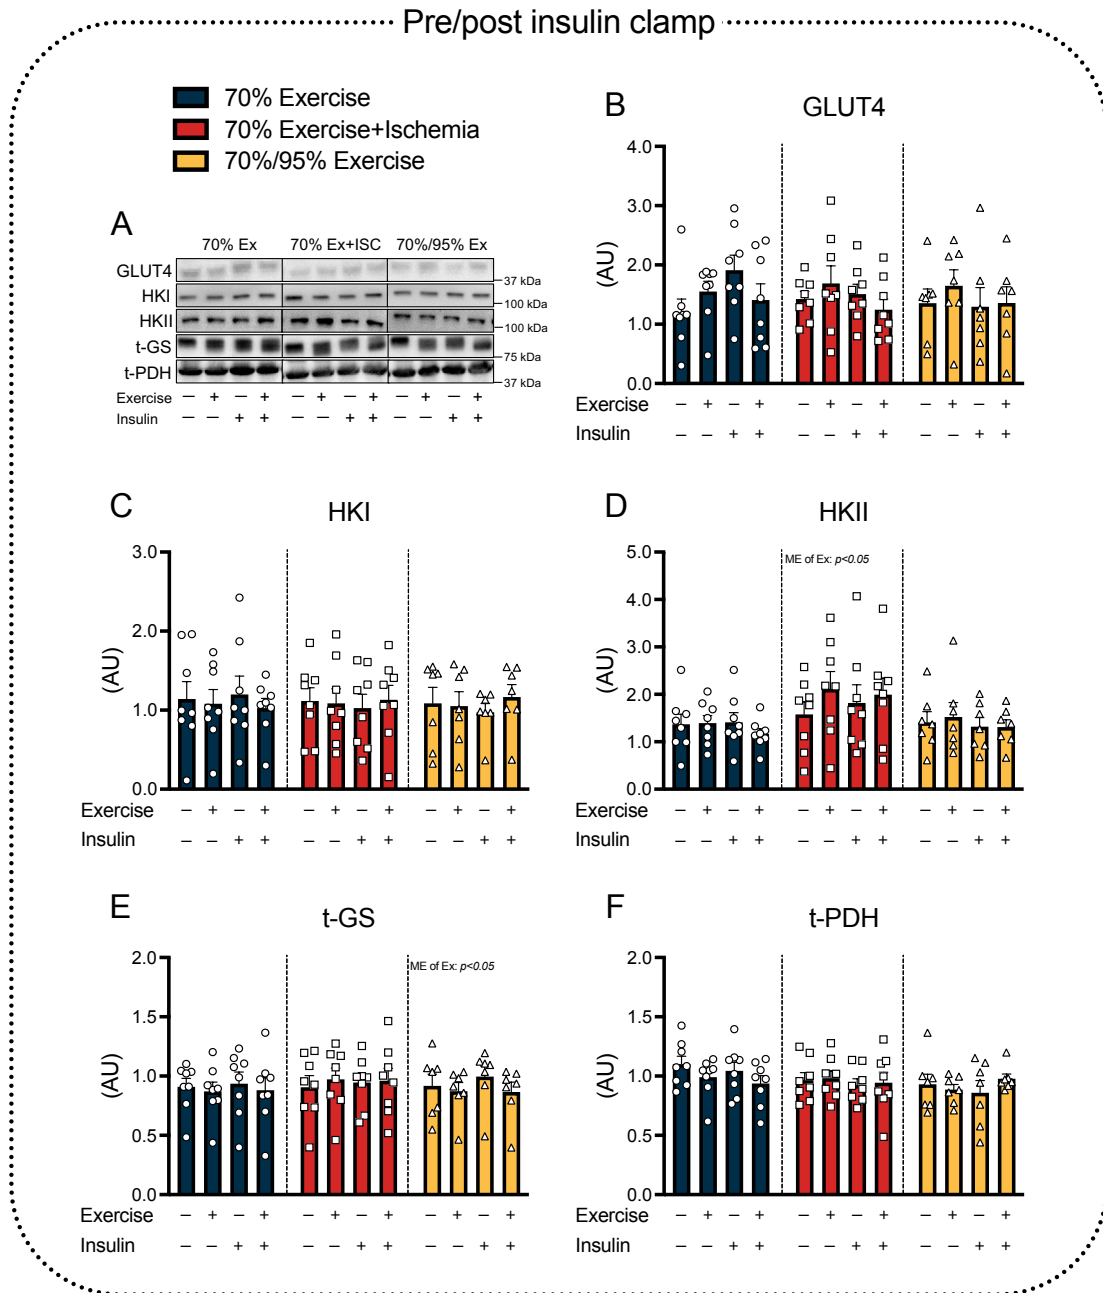 Pre/post insulin clamp
70% Exercise
70% Exercise+Ischemia
70%/95% Exercise
A
70% Ex 70% Ex+ISC 70%/95% Ex
GLUT4
37 kDa
HKI
100 kDa
HKII
100 kDa
t-GS
75 kDa
t-PDH
37 kDa
Exercise − + − + − + − + − + − +
Insulin − − + + − − + + − − + +
B
GLUT4
(AU)
4.0
3.0
2.0
1.0
0.0
Exercise − + − + − + − + − + − +
Insulin − − + + − − + + − − + +
C
HKI
(AU)
3.0
2.0
1.0
0.0
Exercise − + − + − + − + − + − +
Insulin − − + + − − + + − − + +
D
HKII
ME of Ex: p<0.05
(AU)
5.0
4.0
3.0
2.0
1.0
0.0
Exercise − + − + − + − + − + − +
Insulin − − + + − − + + − − + +
E
t-GS
ME of Ex: p<0.05
(AU)
2.0
1.5
1.0
0.5
0.0
Exercise − + − + − + − + − + − +
Insulin − − + + − − + + − − + +
F
t-PDH
(AU)
2.0
1.5
1.0
0.5
0.0
Exercise − + − + − + − + − + − +
Insulin − − + + − − + + − − + +